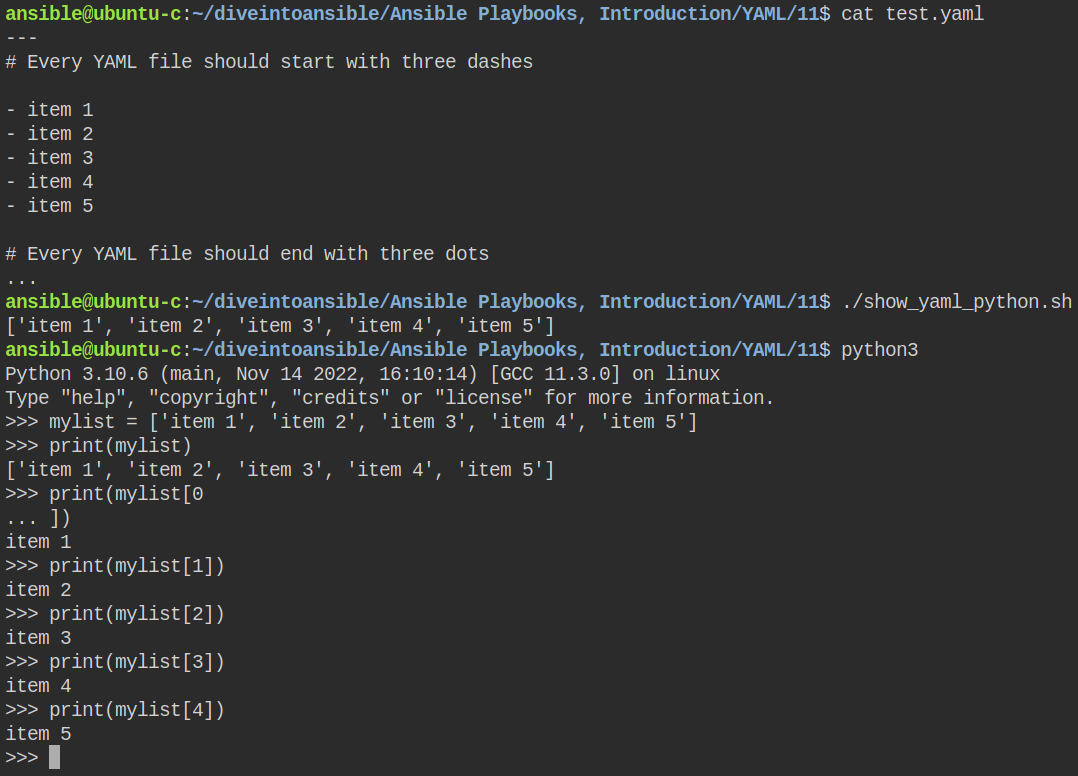 ansible@ubuntu-c:~/diveintoansible/Ansible Playbooks, Introduction/YAML/11$ cat test.yaml
---
# Every YAML file should start with three dashes
- item 1
- item 2
- item 3
- item 4
- item 5
# Every YAML file should end with three dots
...
ansible@ubuntu-c:~/diveintoansible/Ansible Playbooks, Introduction/YAML/11$ ./show_yaml_python.sh
['item 1', 'item 2', 'item 3', 'item 4', 'item 5']
ansible@ubuntu-c:~/diveintoansible/Ansible Playbooks, Introduction/YAML/11$ python3
Python 3.10.6 (main, Nov 14 2022, 16:10:14) [GCC 11.3.0] on linux
Type "help", "copyright", "credits" or "license" for more information.
>>> mylist = ['item 1', 'item 2', 'item 3', 'item 4', 'item 5']
>>> print(mylist)
['item 1', 'item 2', 'item 3', 'item 4', 'item 5']
>>> print(mylist[0
... ])
item 1
>>> print(mylist[1])
item 2
>>> print(mylist[2])
item 3
>>> print(mylist[3])
item 4
>>> print(mylist[4])
item 5
>>>